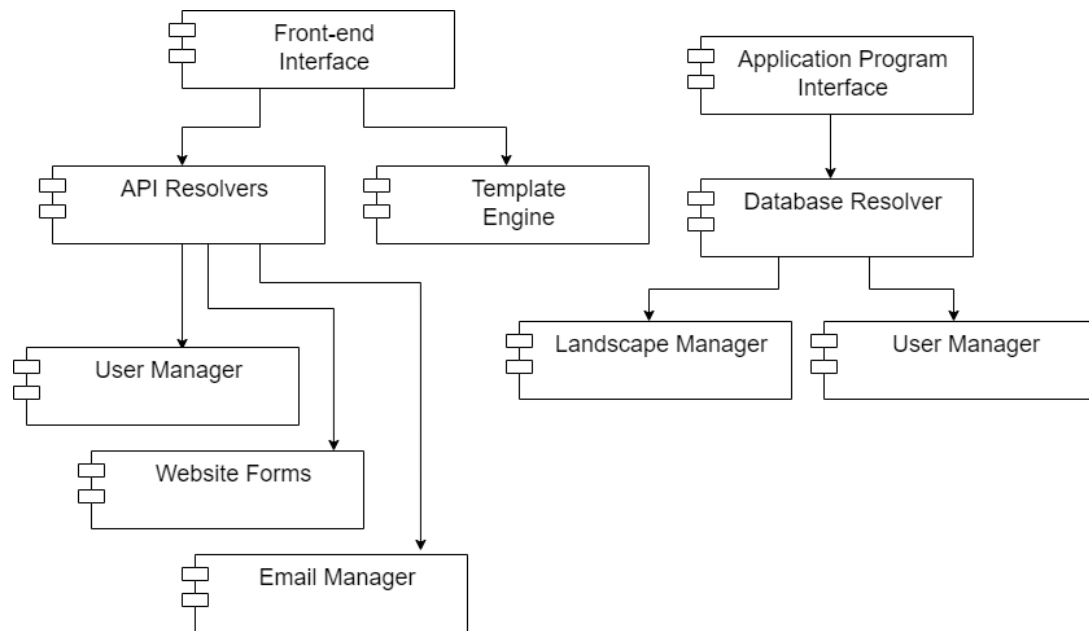 Front-end
Interface
Application Program
Interface
API Resolvers
Template
Engine
Database Resolver
Landscape Manager
User Manager
User Manager
Website Forms
Email Manager